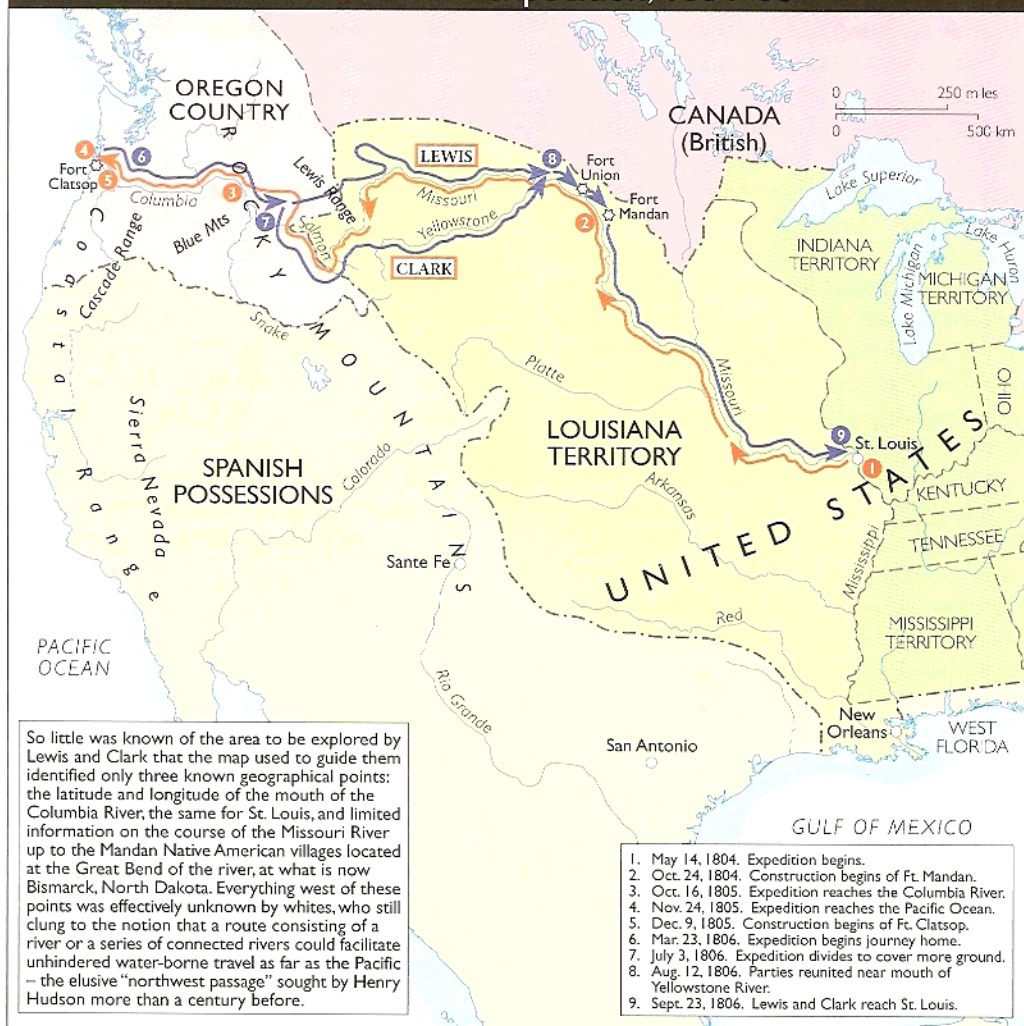 OREGON
COUNTRY
CANADA
(British)
0 250 miles
0 500 km
4
6
Fort
Clatsop
5
Columbia
3
7
ROCKY MOUNTAINS
Lewis Range
LEWIS
8
Fort
Union
Fort
Mandan
2
Missouri
Yellowstone
Salmon
CLARK
Blue Mts
Cascade Range
Coastal Range
Snake
Lake Superior
Lake Michigan
Lake Huron
INDIANA
TERRITORY
MICHIGAN
TERRITORY
OHIO
Platte
Missouri
Sierra Nevada
SPANISH
POSSESSIONS
Colorado
LOUISIANA
TERRITORY
9
St. Louis
1
UNITED STATES
KENTUCKY
TENNESSEE
Arkansas
Mississippi
Sante Fe
Red
MISSISSIPPI
TERRITORY
PACIFIC
OCEAN
Rio Grande
San Antonio
New
Orleans
WEST
FLORIDA
GULF OF MEXICO
So little was known of the area to be explored by
Lewis and Clark that the map used to guide them
identified only three known geographical points:
the latitude and longitude of the mouth of the
Columbia River, the same for St. Louis, and limited
information on the course of the Missouri River
up to the Mandan Native American villages located
at the Great Bend of the river, at what is now
Bismarck, North Dakota. Everything west of these
points was effectively unknown by whites, who still
clung to the notion that a route consisting of a
river or a series of connected rivers could facilitate
unhindered water-borne travel as far as the Pacific
– the elusive “northwest passage” sought by Henry
Hudson more than a century before.
1. May 14, 1804. Expedition begins.
2. Oct. 24, 1804. Construction begins of Ft. Mandan.
3. Oct. 16, 1805. Expedition reaches the Columbia River.
4. Nov. 24, 1805. Expedition reaches the Pacific Ocean.
5. Dec. 9, 1805. Construction begins of Ft. Clatsop.
6. Mar. 23, 1806. Expedition begins journey home.
7. July 3, 1806. Expedition divides to cover more ground.
8. Aug. 12, 1806. Parties reunited near mouth of
Yellowstone River.
9. Sept. 23, 1806. Lewis and Clark reach St. Louis.